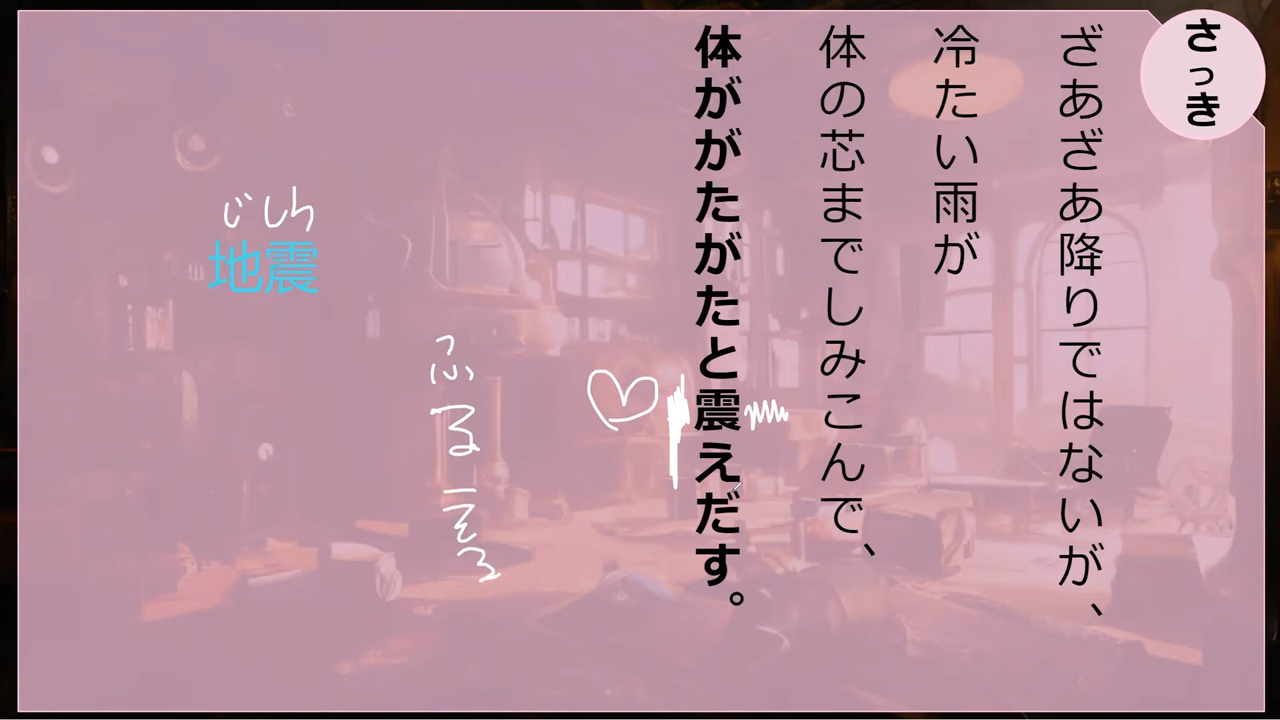 さっき
ざあざあ降りではないが、
冷たい雨が
体の芯までしみこんで、
体ががたがたと震えだす。
ふるえる
じしん
地震